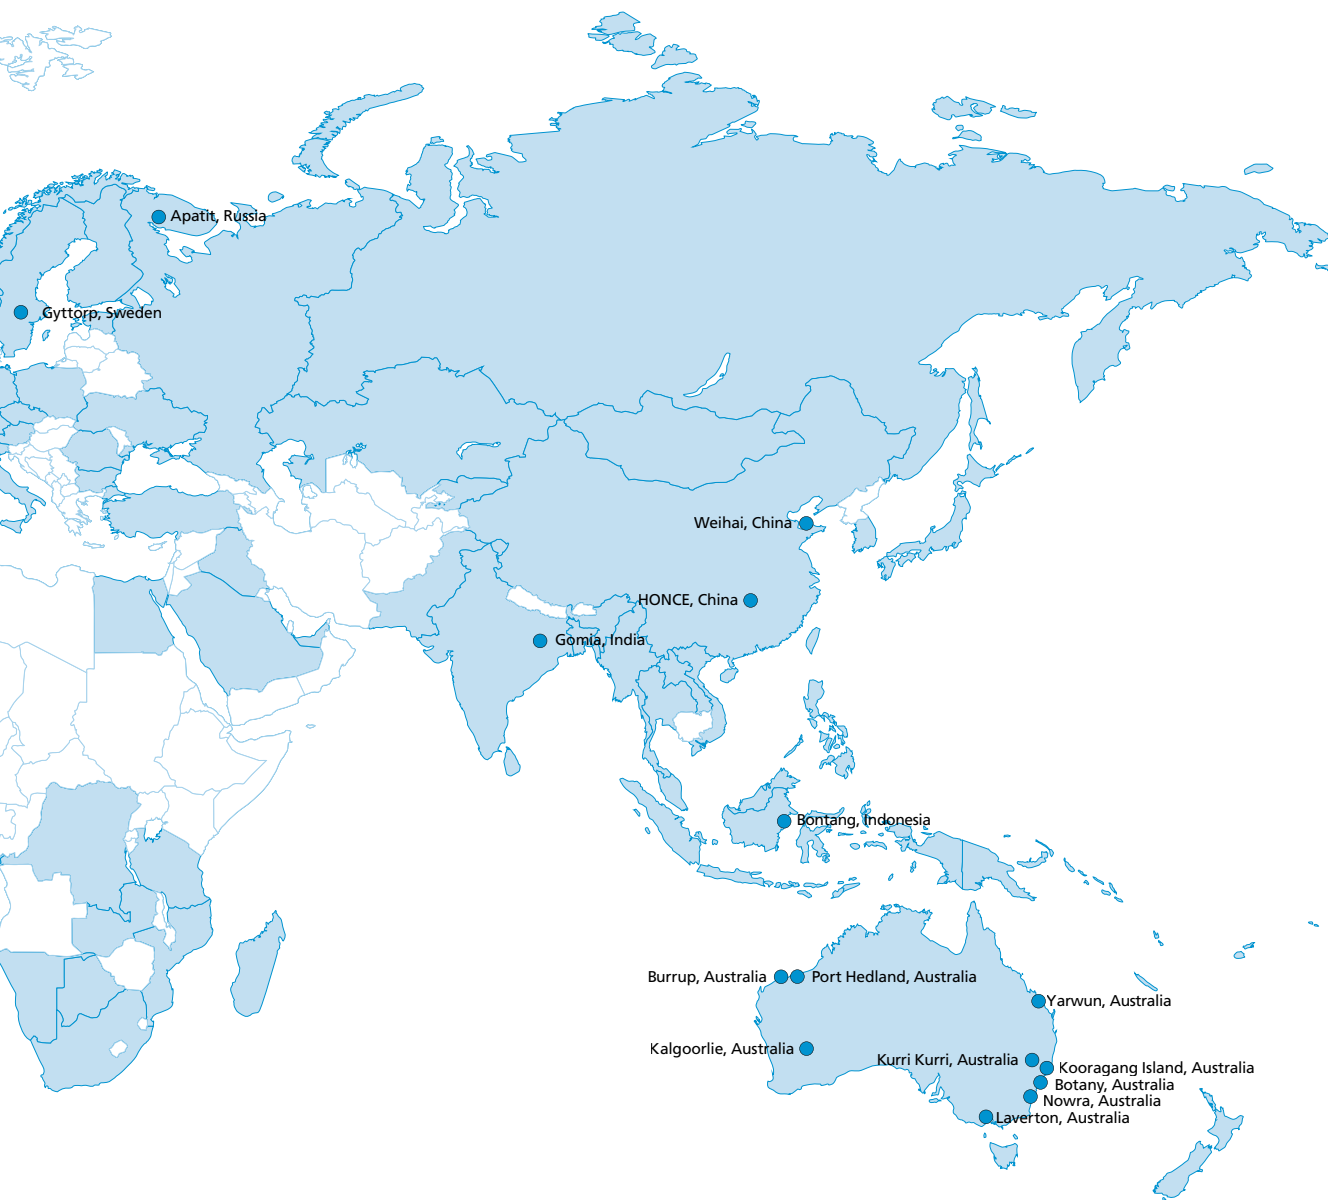 Apatit, Russia
Gyttorp, Sweden
Weihai, China
HONCE, China
Gomia, India
Bontang, Indonesia
Burrup, Australia
Port Hedland, Australia
Yarwun, Australia
Kalgoorlie, Australia
Kurri Kurri, Australia
Kooragang Island, Australia
Botany, Australia
Nowra, Australia
Laverton, Australia